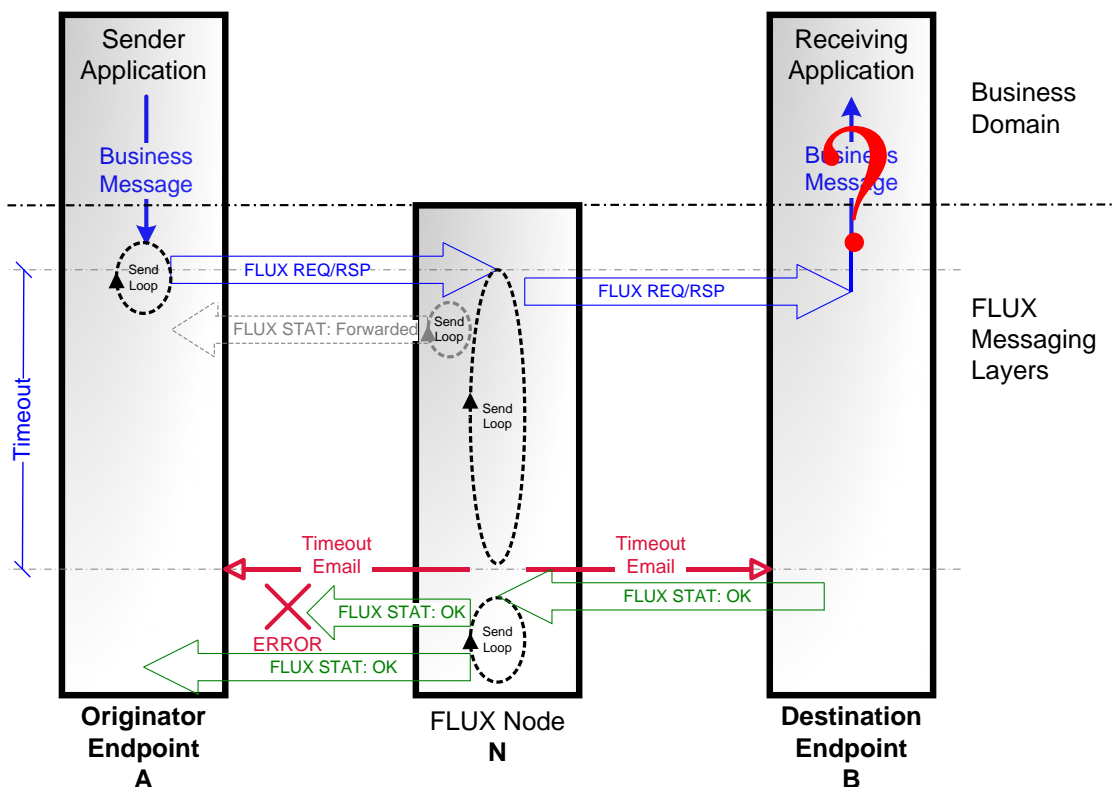 Sender
Application
Receiving
Application
Business
Domain
Business
Message
Business
Message
?
Send
Loop
FLUX REQ/RSP
FLUX REQ/RSP
FLUX STAT: Forwarded
Send
Loop
FLUX
Messaging
Layers
Timeout
Send
Loop
Timeout
Email
Timeout
Email
FLUX STAT: OK
FLUX STAT: OK
ERROR
Send
Loop
FLUX STAT: OK
Originator
Endpoint
A
FLUX Node
N
Destination
Endpoint
B